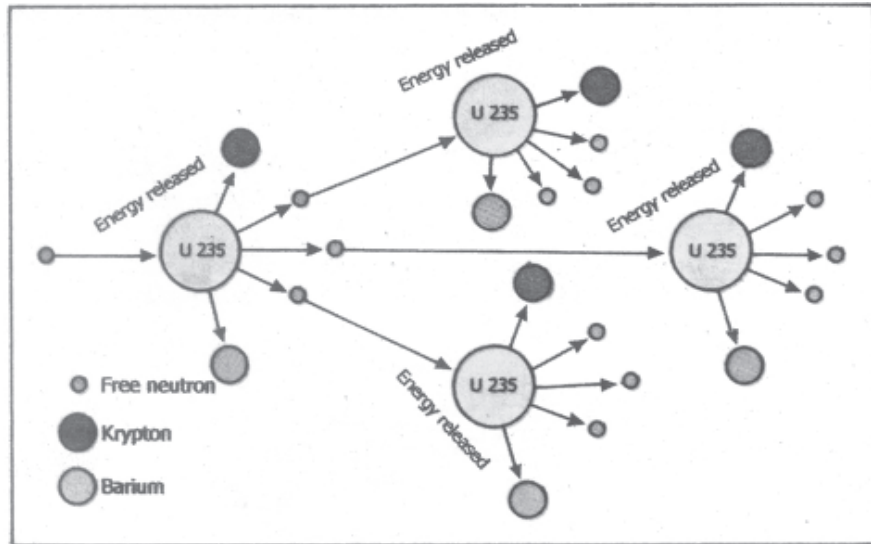 Energy released
U 235
Energy released
U 235
Energy released
U 235
Energy released
U 235
Free neutron
Krypton
Barium